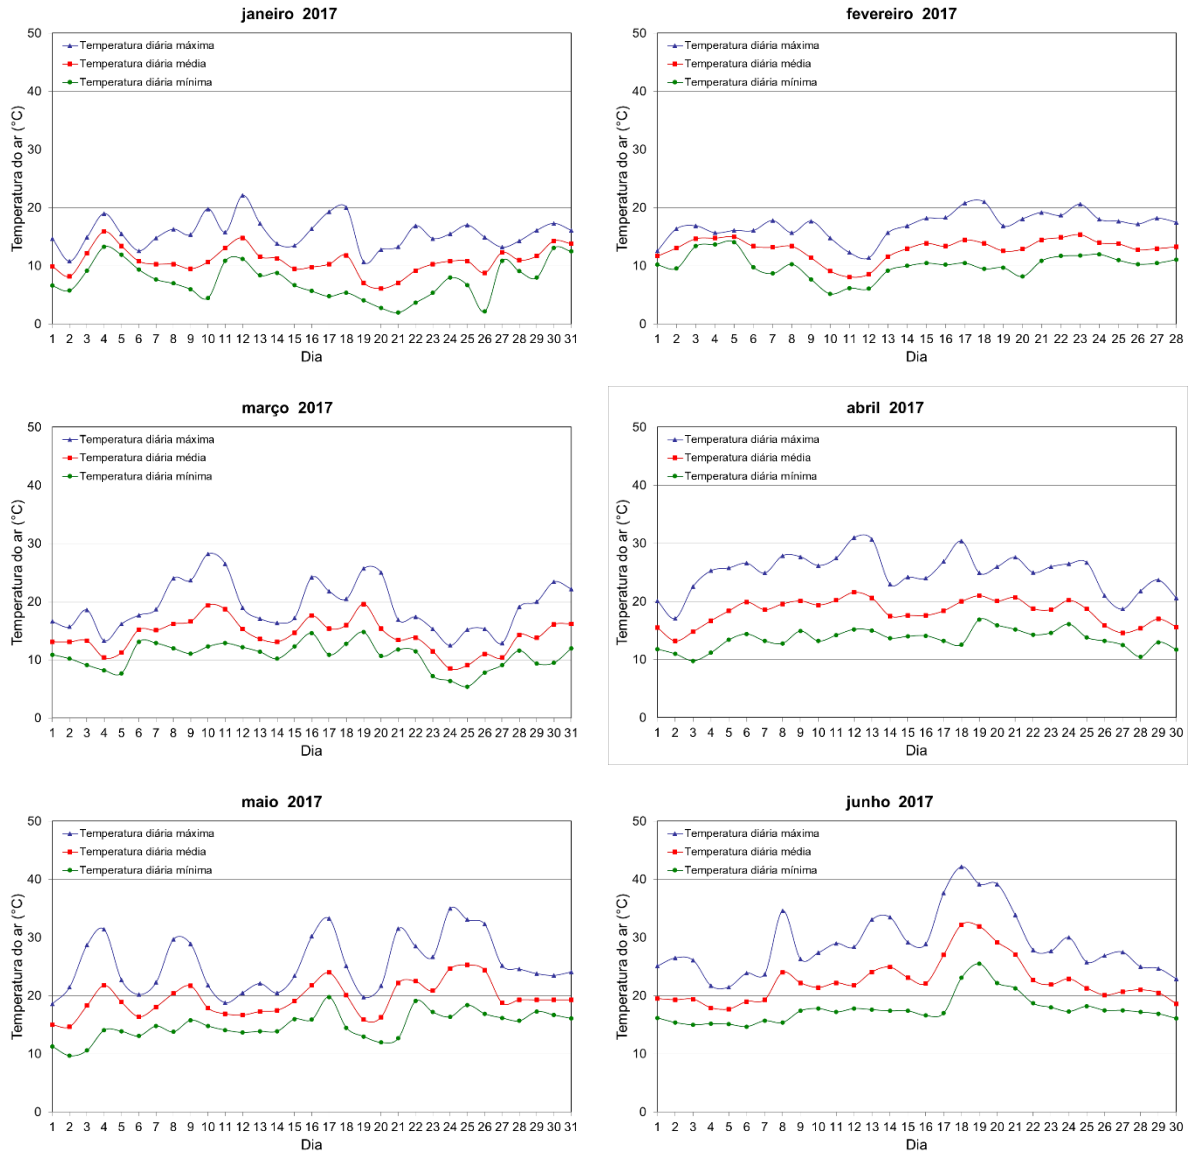 janeiro 2017
50
40
30
20
10
0
Temperatura do ar (°C)
Temperatura diária máxima
Temperatura diária média
Temperatura diária mínima
1 2 3 4 5 6 7 8 9 10 11 12 13 14 15 16 17 18 19 20 21 22 23 24 25 26 27 28 29 30 31
Dia
fevereiro 2017
50
40
30
20
10
0
Temperatura do ar (°C)
Temperatura diária máxima
Temperatura diária média
Temperatura diária mínima
1 2 3 4 5 6 7 8 9 10 11 12 13 14 15 16 17 18 19 20 21 22 23 24 25 26 27 28
Dia
março 2017
50
40
30
20
10
0
Temperatura do ar (°C)
Temperatura diária máxima
Temperatura diária média
Temperatura diária mínima
1 2 3 4 5 6 7 8 9 10 11 12 13 14 15 16 17 18 19 20 21 22 23 24 25 26 27 28 29 30 31
Dia
abril 2017
50
40
30
20
10
0
Temperatura do ar (°C)
Temperatura diária máxima
Temperatura diária média
Temperatura diária mínima
1 2 3 4 5 6 7 8 9 10 11 12 13 14 15 16 17 18 19 20 21 22 23 24 25 26 27 28 29 30
Dia
maio 2017
50
40
30
20
10
0
Temperatura do ar (°C)
Temperatura diária máxima
Temperatura diária média
Temperatura diária mínima
1 2 3 4 5 6 7 8 9 10 11 12 13 14 15 16 17 18 19 20 21 22 23 24 25 26 27 28 29 30 31
Dia
junho 2017
50
40
30
20
10
0
Temperatura do ar (°C)
Temperatura diária máxima
Temperatura diária média
Temperatura diária mínima
1 2 3 4 5 6 7 8 9 10 11 12 13 14 15 16 17 18 19 20 21 22 23 24 25 26 27 28 29 30
Dia